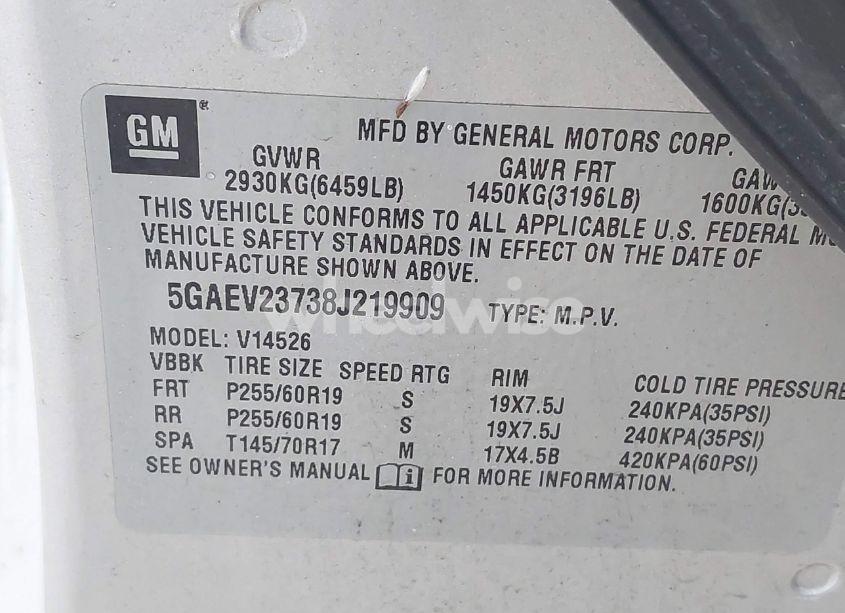 GM
MFD BY GENERAL MOTORS CORP.
GVWR GAWR FRT
2930KG(6459LB) 1450KG(3196LB)
THIS VEHICLE CONFORMS TO ALL APPLICABLE U.S. FEDERAL
VEHICLE SAFETY STANDARDS IN EFFECT ON THE DATE OF
MANUFACTURE SHOWN ABOVE.
5GAEV23738J219909 TYPE: M.P.V.
wheelwise
MODEL: V14526
VBBK TIRE SIZE SPEED RTG RIM COLD TIRE PRESSURE
FRT P255/60R19 S 19X7.5J 240KPA(35PSI)
RR P255/60R19 S 19X7.5J 240KPA(35PSI)
SPA T145/70R17 M 17X4.5B 420KPA(60PSI)
SEE OWNER'S MANUAL i FOR MORE INFORMATION.